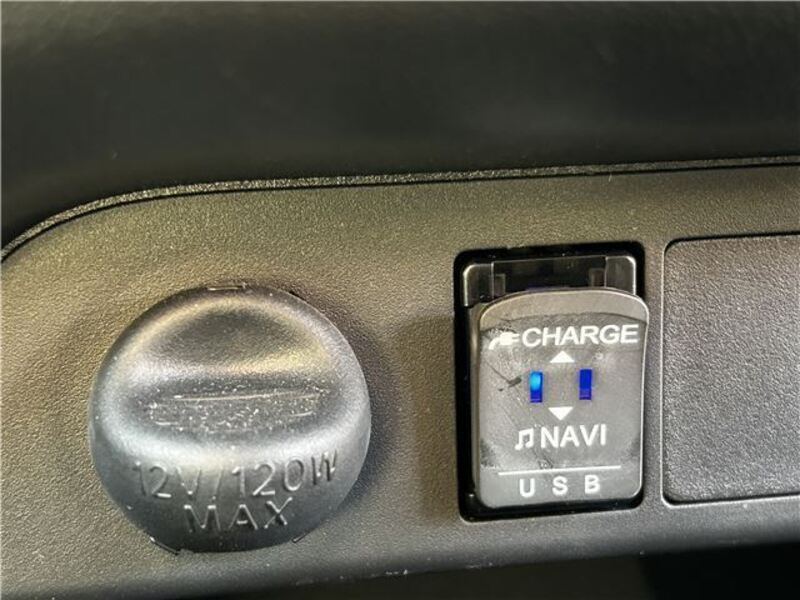 12V/120W
MAX
CHARGE
NAVI
USB